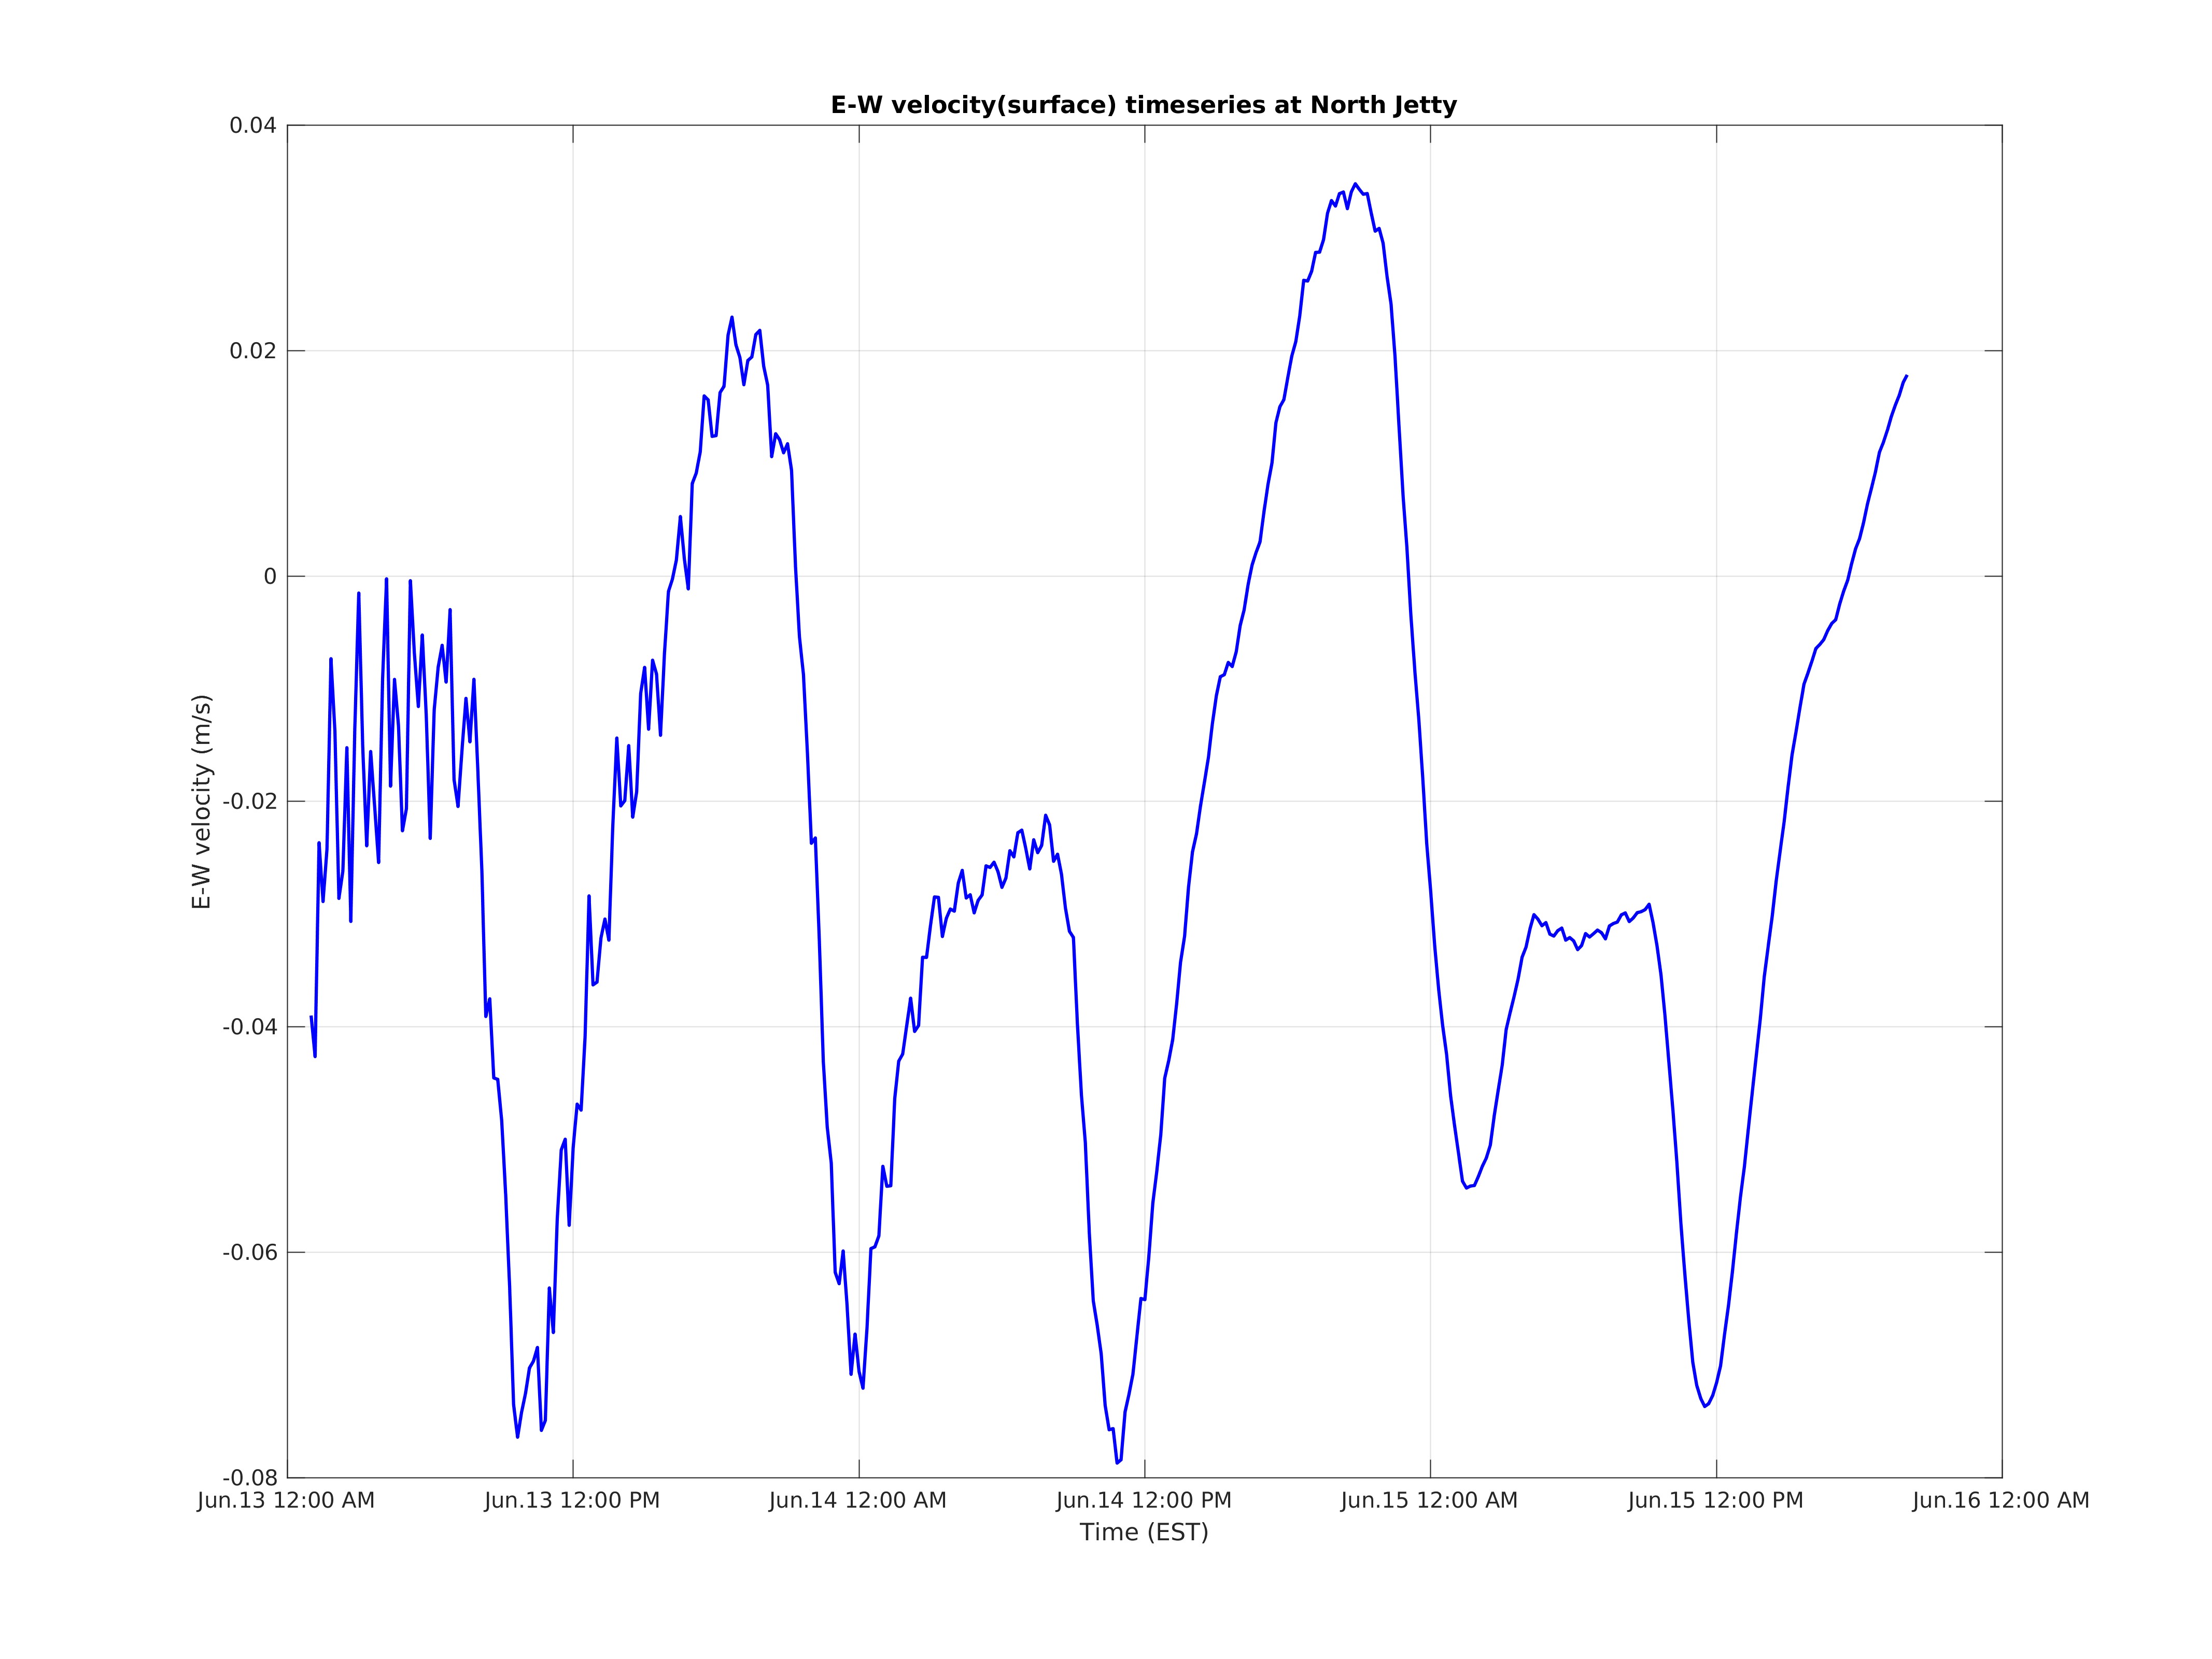 E-W velocity(surface) timeseries at North Jetty
0.04
0.02
0
-0.02
-0.04
-0.06
-0.08
E-W velocity (m/s)
Jun.13 12:00 AM
Jun.13 12:00 PM
Jun.14 12:00 AM
Jun.14 12:00 PM
Jun.15 12:00 AM
Jun.15 12:00 PM
Jun.16 12:00 AM
Time (EST)